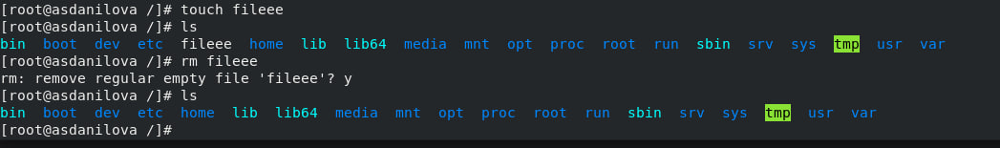 [root@asdanilova /]# touch fileee
[root@asdanilova /]# ls
bin  boot  dev  etc  fileee  home  lib  lib64  media  mnt  opt  proc  root  run  sbin  srv  sys  tmp  usr  var
[root@asdanilova /]# rm fileee
rm: remove regular empty file 'fileee'? y
[root@asdanilova /]# ls
bin  boot  dev  etc  home  lib  lib64  media  mnt  opt  proc  root  run  sbin  srv  sys  tmp  usr  var
[root@asdanilova /]#